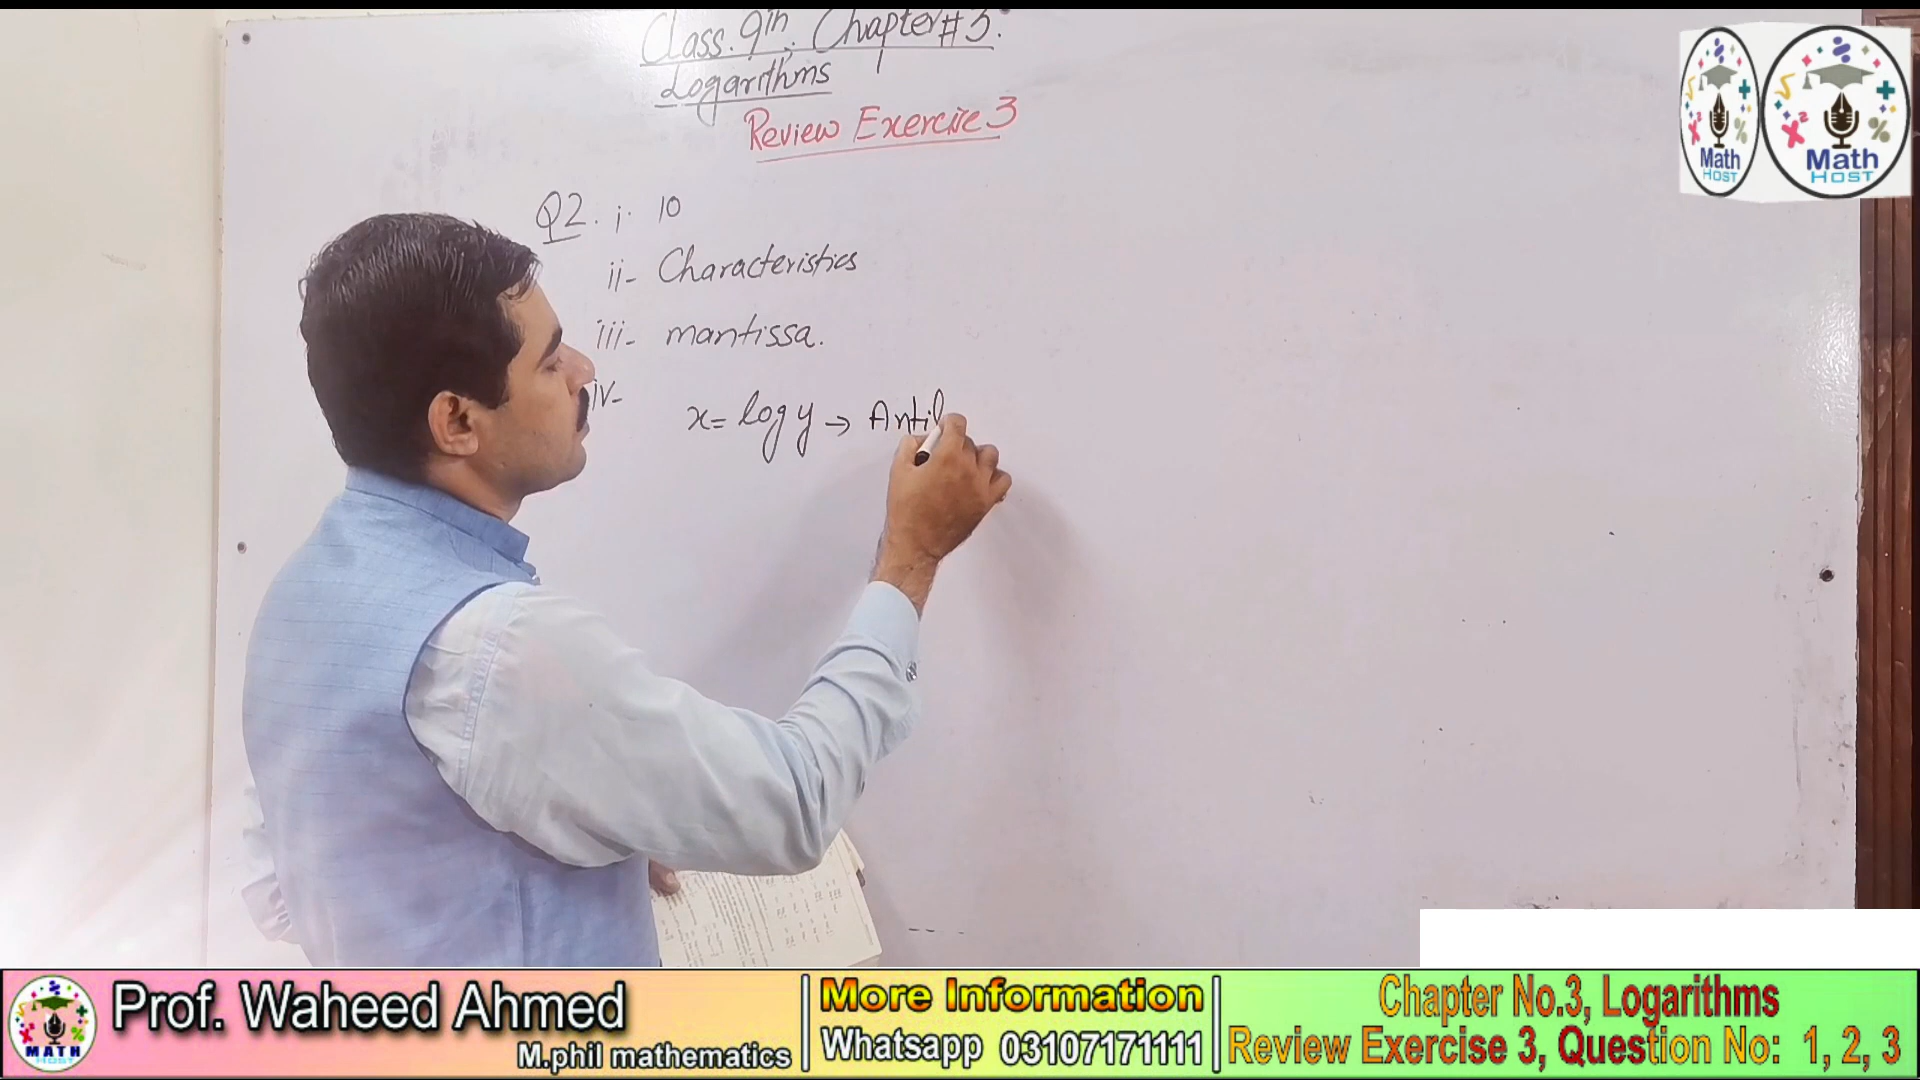 Class. 9th. Chapter# 3.
Logarithms
Review Exercise 3
Q2. i. 10
ii- Characteristics
iii- mantissa.
iv-
x = log y → Antil
Math
HOST
Math
HOST
MATH
HOST
Prof. Waheed Ahmed
M.phil mathematics
More Information
Whatsapp 03107171111
Chapter No.3, Logarithms
Review Exercise 3, Question No: 1, 2, 3